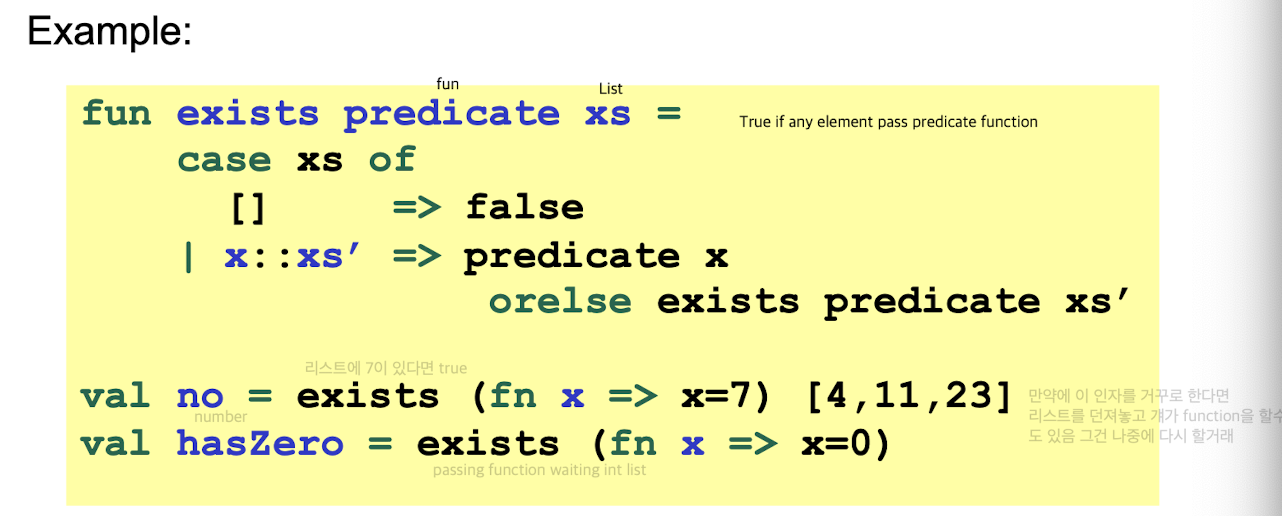 Example:
fun
List
fun exists predicate xs =
True if any element pass predicate function
case xs of
[] => false
| x::xs’ => predicate x
orelse exists predicate xs’
리스트에 7이 있다면 true
val no = exists (fn x => x=7) [4,11,23]
만약에 이 인자를 거꾸로 한다면
number
리스트를 던져놓고 걔가 function을 할수
val hasZero = exists (fn x => x=0)
도 있음 그건 나중에 다시 할거래
passing function waiting int list